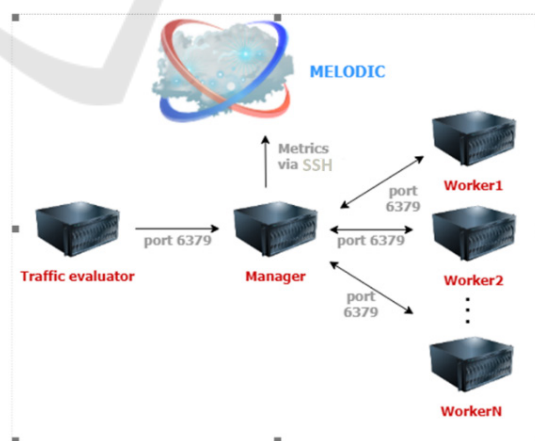 MELODIC
Metrics
via SSH
port
6379
Worker1
port 6379
port 6379
Traffic evaluator
Manager
Worker2
port
6379
WorkerN